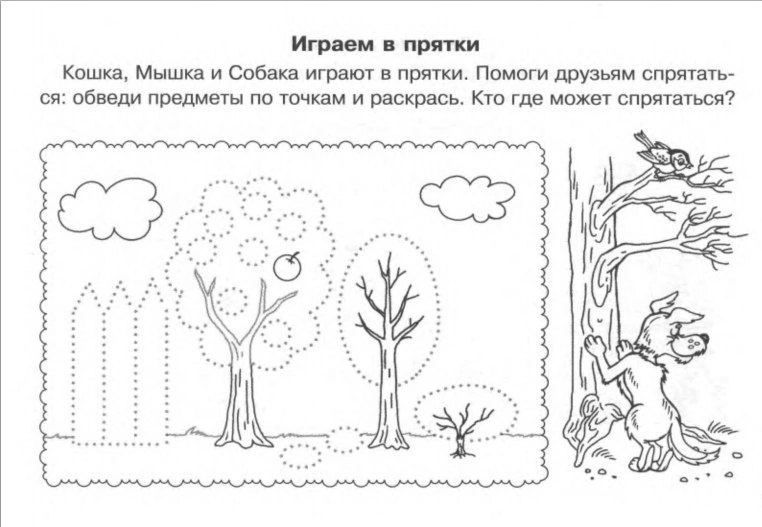 Играем в прятки
Кошка, Мышка и Собака играют в прятки. Помоги друзьям спрятать-
ся: обведи предметы по точкам и раскрась. Кто где может спрятаться?